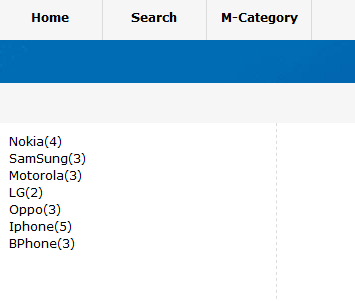 Home Search M-Category
Nokia(4)
SamSung(3)
Motorola(3)
LG(2)
Oppo(3)
Iphone(5)
BPhone(3)